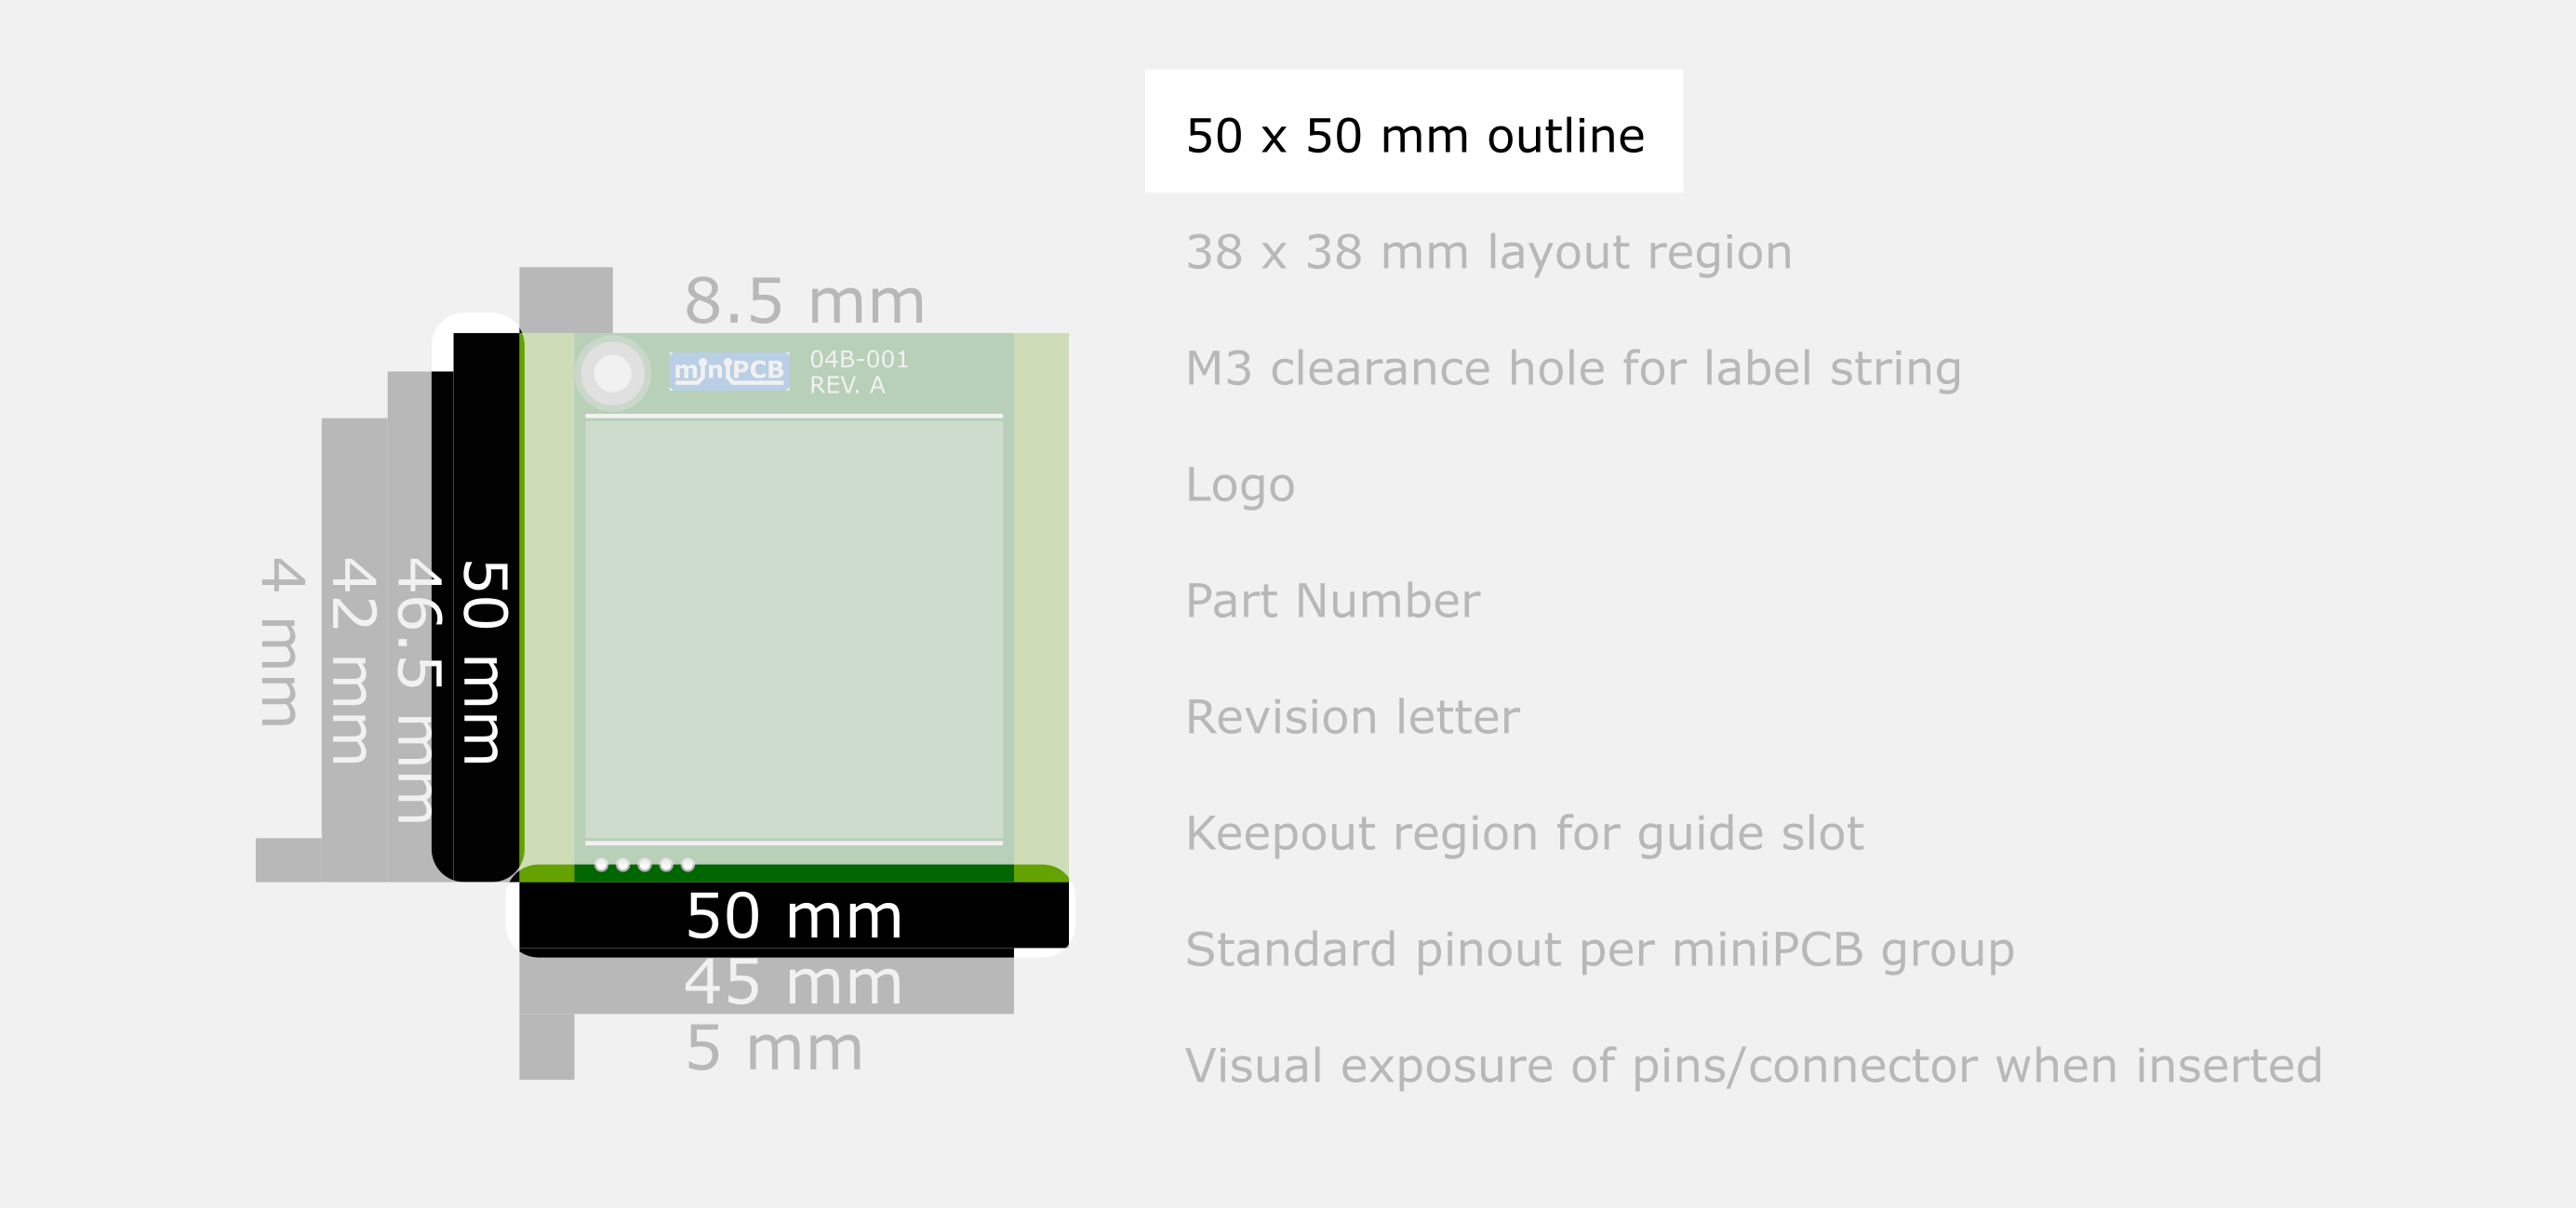 50 x 50 mm outline
38 x 38 mm layout region
M3 clearance hole for label string
Logo
Part Number
Revision letter
Keepout region for guide slot
Standard pinout per miniPCB group
Visual exposure of pins/connector when inserted
8.5 mm
miniPCB
04B-001
REV. A
4 mm
42 mm
46.5 mm
50 mm
50 mm
45 mm
5 mm